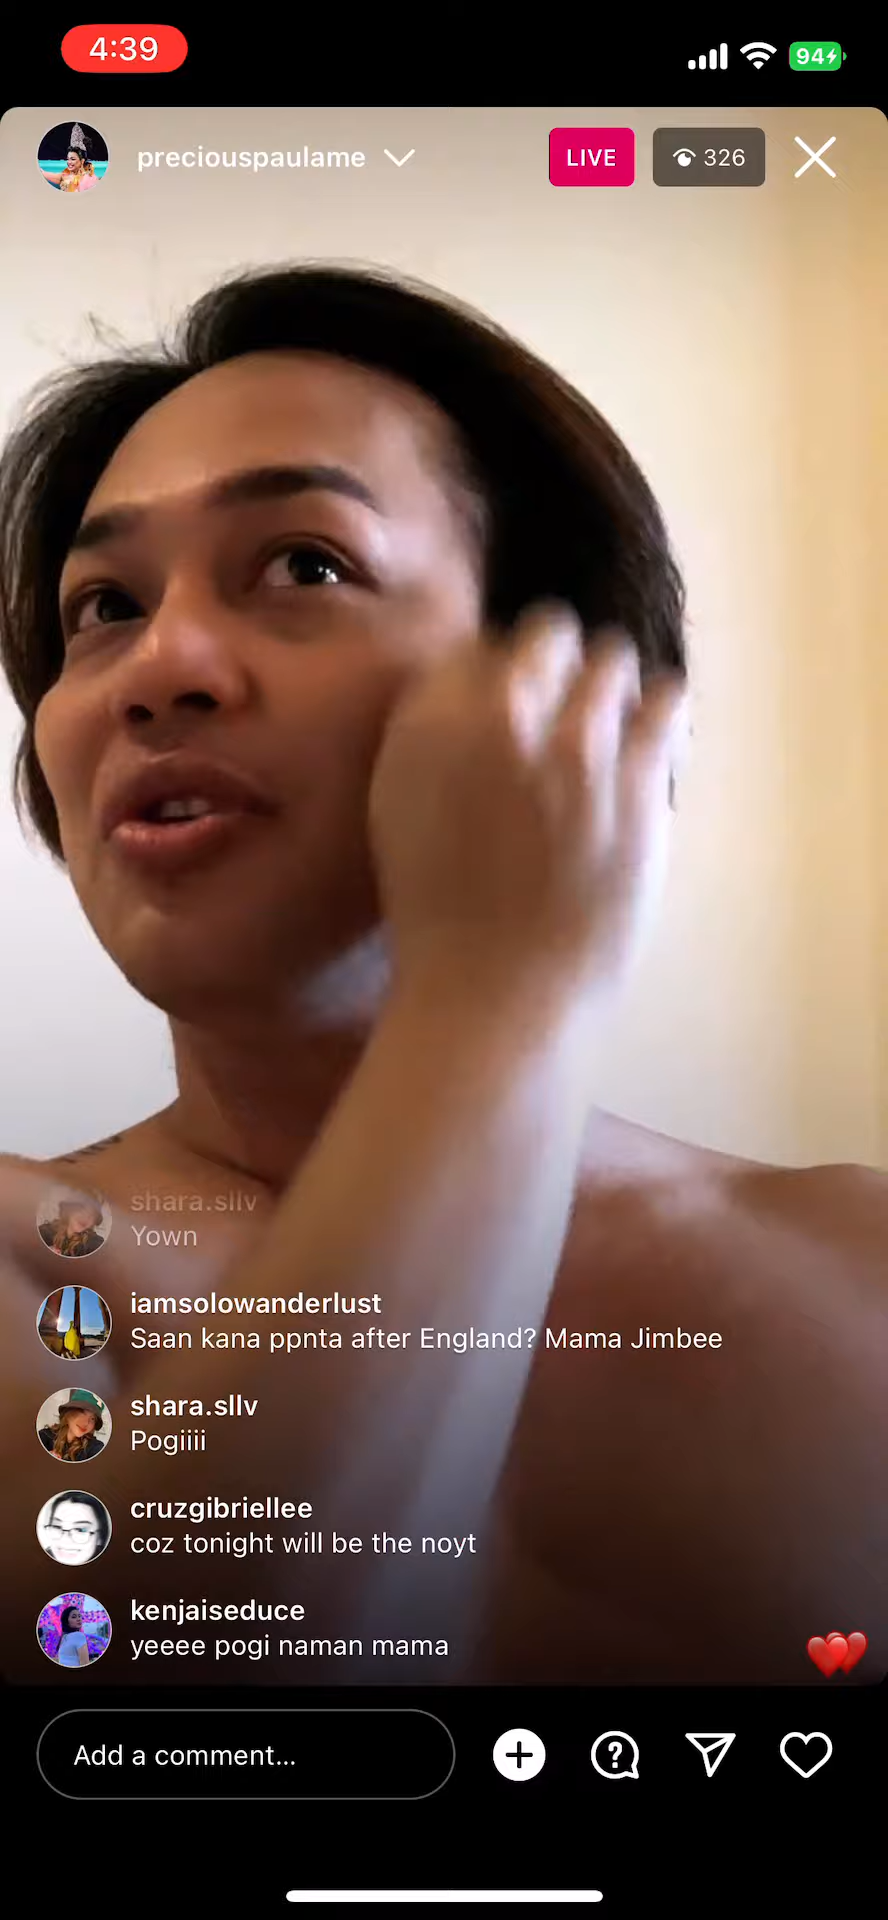 4:39
94
preciouspaulame
LIVE
326
shara.sllv
Yown
iamsolowanderlust
Saan kana ppnta after England? Mama Jimbee
shara.sllv
Pogiiii
cruzgibriellee
coz tonight will be the noyt
kenjaiseduce
yeeee pogi naman mama
Add a comment...